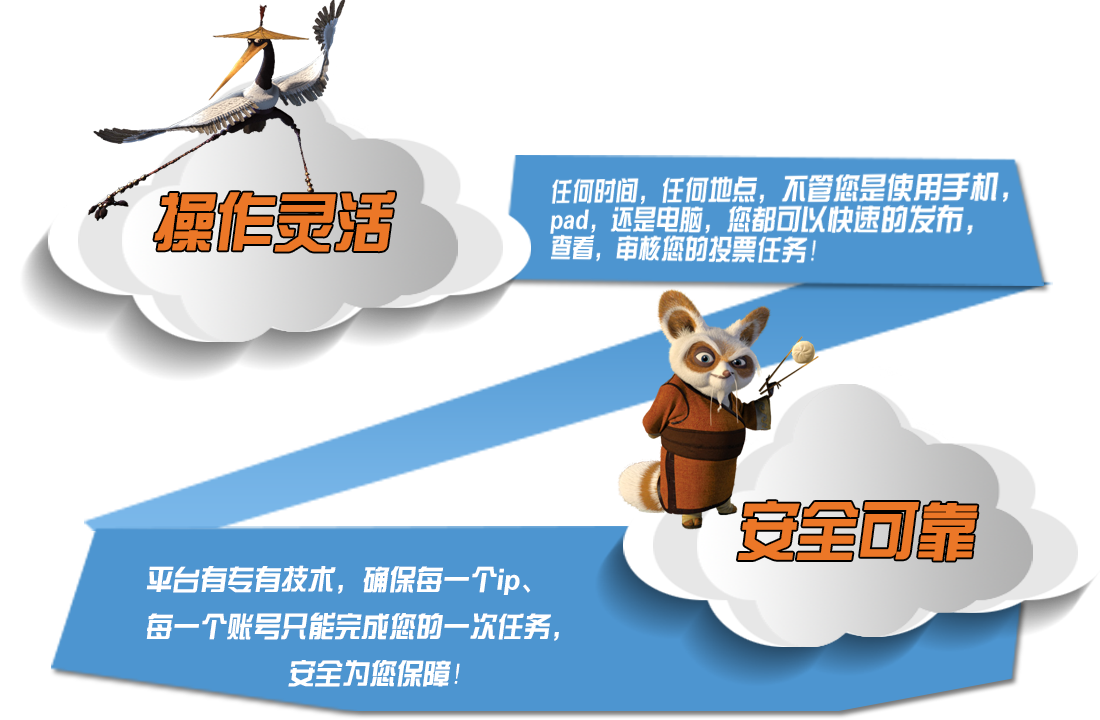 操作灵活
任何时间，任何地点，不管您是使用手机，
pad，还是电脑，您都可以快速的发布，
查看，审核您的投票任务！
安全可靠
平台有专有技术，确保每一个ip、
每一个账号只能完成您的一次任务，
安全为您保障！